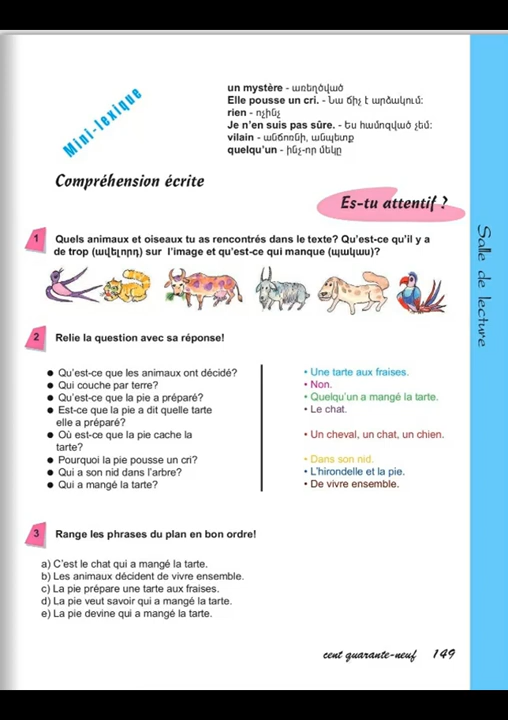 Mini-lexique
un mystère - առեղծված
Elle pousse un cri. - Նա ճիչ է արձակում:
rien - ոչինչ
Je n'en suis pas sûre. - Ես համոզված չեմ:
vilain - անճոռնի, անպետք
quelqu'un - ինչ-որ մեկը
Compréhension écrite
Es-tu attentif ?
1 Quels animaux et oiseaux tu as rencontrés dans le texte? Qu'est-ce qu'il y a
de trop (ավելորդ) sur l'image et qu'est-ce qui manque (պակաս)?
2 Relie la question avec sa réponse!
● Qu'est-ce que les animaux ont décidé?
● Qui couche par terre?
● Qu'est-ce que la pie a préparé?
● Est-ce que la pie a dit quelle tarte
elle a préparé?
● Où est-ce que la pie cache la
tarte?
● Pourquoi la pie pousse un cri?
● Qui a son nid dans l'arbre?
● Qui a mangé la tarte?
• Une tarte aux fraises.
• Non.
• Quelqu'un a mangé la tarte.
• Le chat.
• Un cheval, un chat, un chien.
• Dans son nid.
• L'hirondelle et la pie.
• De vivre ensemble.
3 Range les phrases du plan en bon ordre!
a) C'est le chat qui a mangé la tarte.
b) Les animaux décident de vivre ensemble.
c) La pie prépare une tarte aux fraises.
d) La pie veut savoir qui a mangé la tarte.
e) La pie devine qui a mangé la tarte.
Salle de lecture
cent quarante-neuf 149